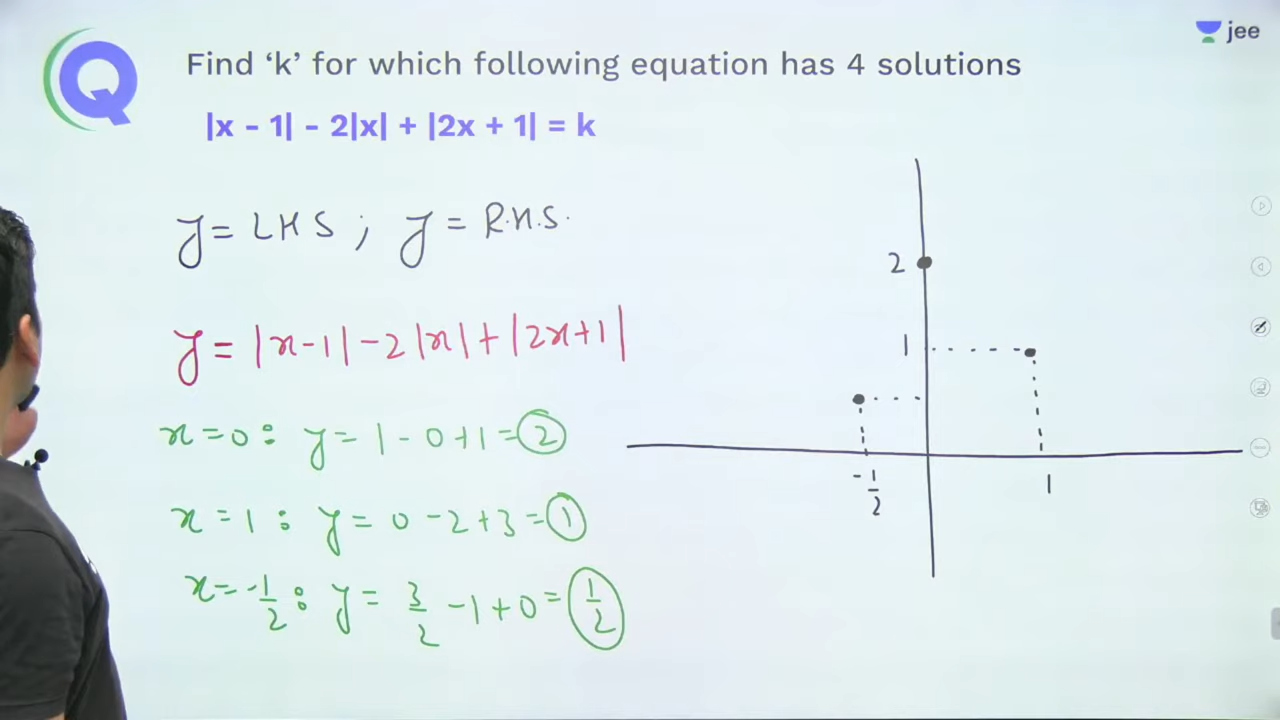 jee
Q
Find ‘k’ for which following equation has 4 solutions
|x - 1| - 2|x| + |2x + 1| = k
y = LHS ; y = R.H.S.
y = |x-1| -2|x| + |2x+1|
x=0 : y = 1 - 0 +1 = 2
x = 1 : y = 0 -2 +3 = 1
x=-1/2 : y = 3/2 -1 + 0 = 1/2
2
1
-1/2
1